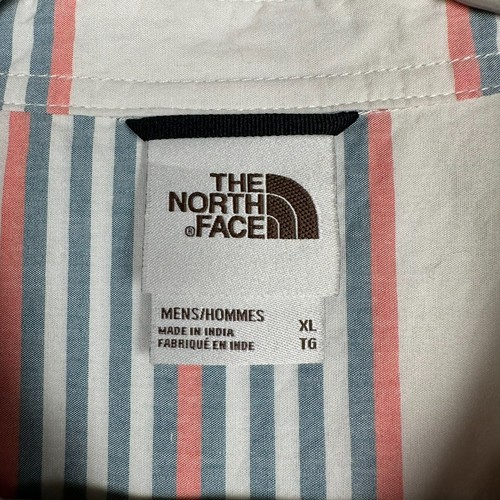 THE
NORTH
®FACE
MENS/HOMMES XL
MADE IN INDIA
FABRIQUÉ EN INDE TG